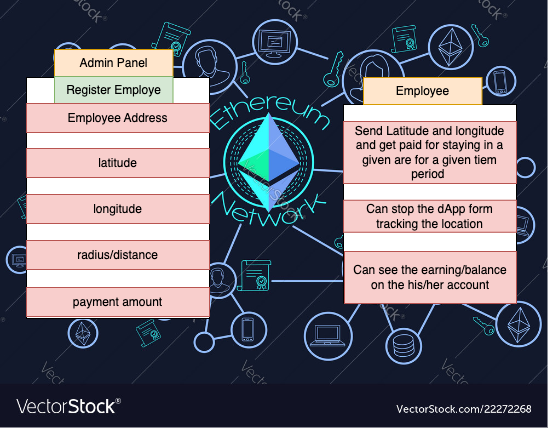 Admin Panel
Register Employe
Employee Address
latitude
longitude
radius/distance
payment amount
Ethereum
Network
Employee
Send Latitude and longitude
and get paid for staying in a
given are for a given tiem
period
Can stop the dApp form
tracking the location
Can see the earning/balance
on the his/her account
VectorStock®
VectorStock.com/22272268